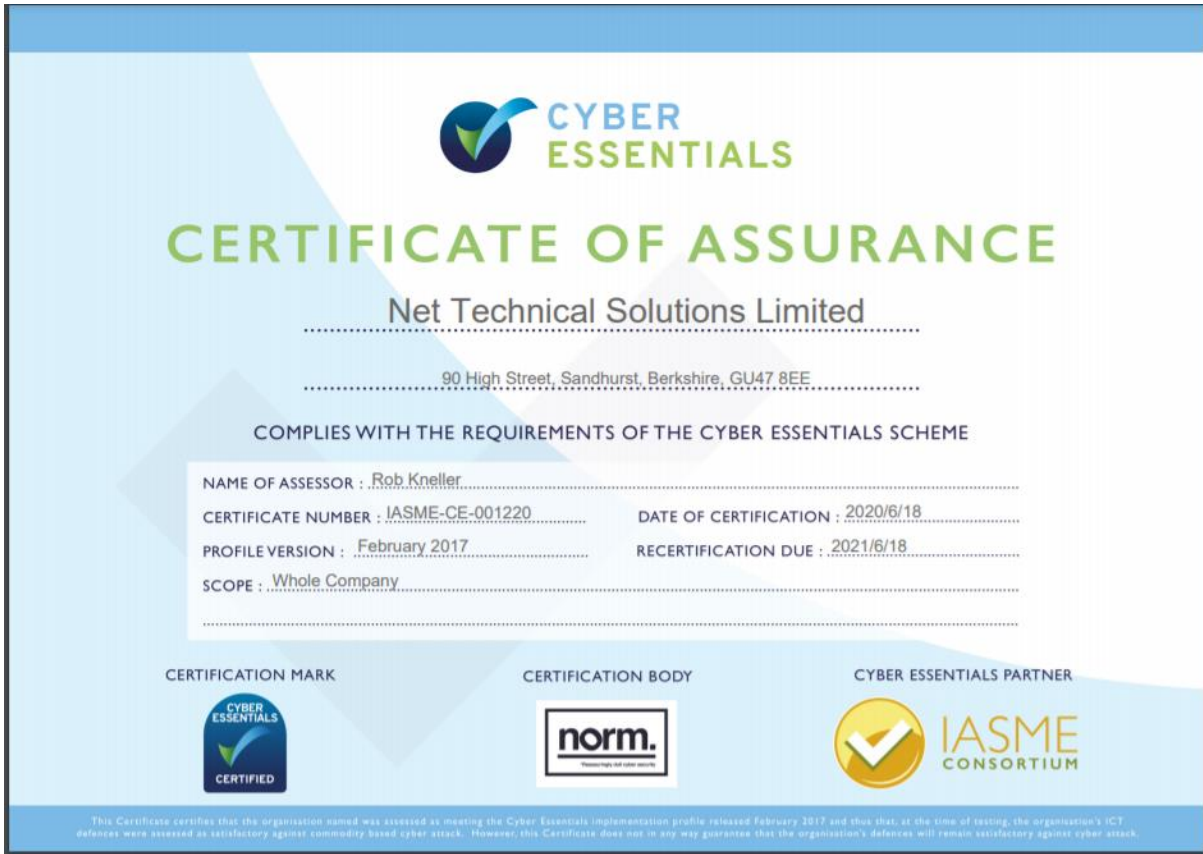 CYBER
ESSENTIALS
CERTIFICATE OF ASSURANCE
Net Technical Solutions Limited
90 High Street, Sandhurst, Berkshire, GU47 8EE
COMPLIES WITH THE REQUIREMENTS OF THE CYBER ESSENTIALS SCHEME
NAME OF ASSESSOR : Rob Kneller
CERTIFICATE NUMBER : IASME-CE-001220
DATE OF CERTIFICATION : 2020/6/18
PROFILE VERSION : February 2017
RECERTIFICATION DUE : 2021/6/18
SCOPE : Whole Company
CERTIFICATION MARK
CERTIFICATION BODY
CYBER ESSENTIALS PARTNER
CYBER
ESSENTIALS
CERTIFIED
norm.
IASME
CONSORTIUM
This Certificate certifies that the organisation named was assessed as meeting the Cyber Essentials implementation profile released February 2017 and thus that, at the time of testing, the organisation's ICT
defences were assessed as satisfactory against commodity based cyber attack. However, this Certificate does not in any way guarantee that the organisation's defences will remain satisfactory against cyber attack.